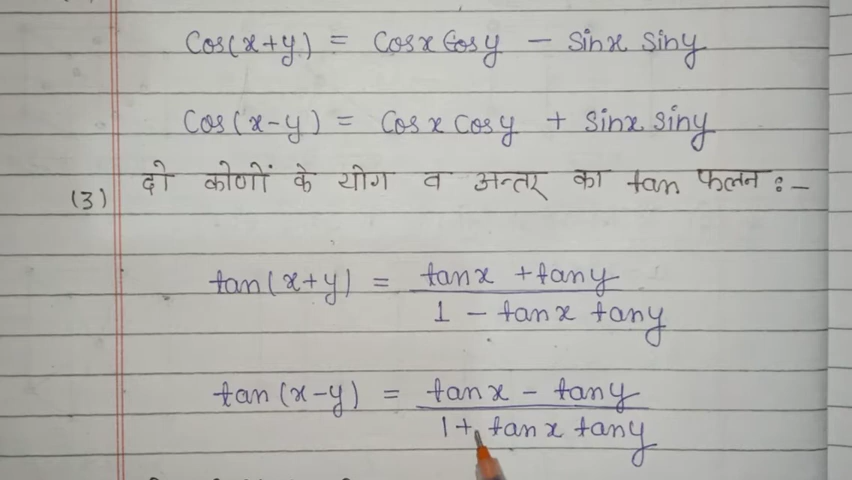 Cos(x+y) = Cosx Cosy - Sinx Siny
Cos(x-y) = Cosx Cosy + Sinx Siny
(3) दो कोणों के योग व अन्तर का tan फलन :-
tan(x+y) = tanx + tany
1 - tanx tany
tan(x-y) = tanx - tany
1 + tanx tany